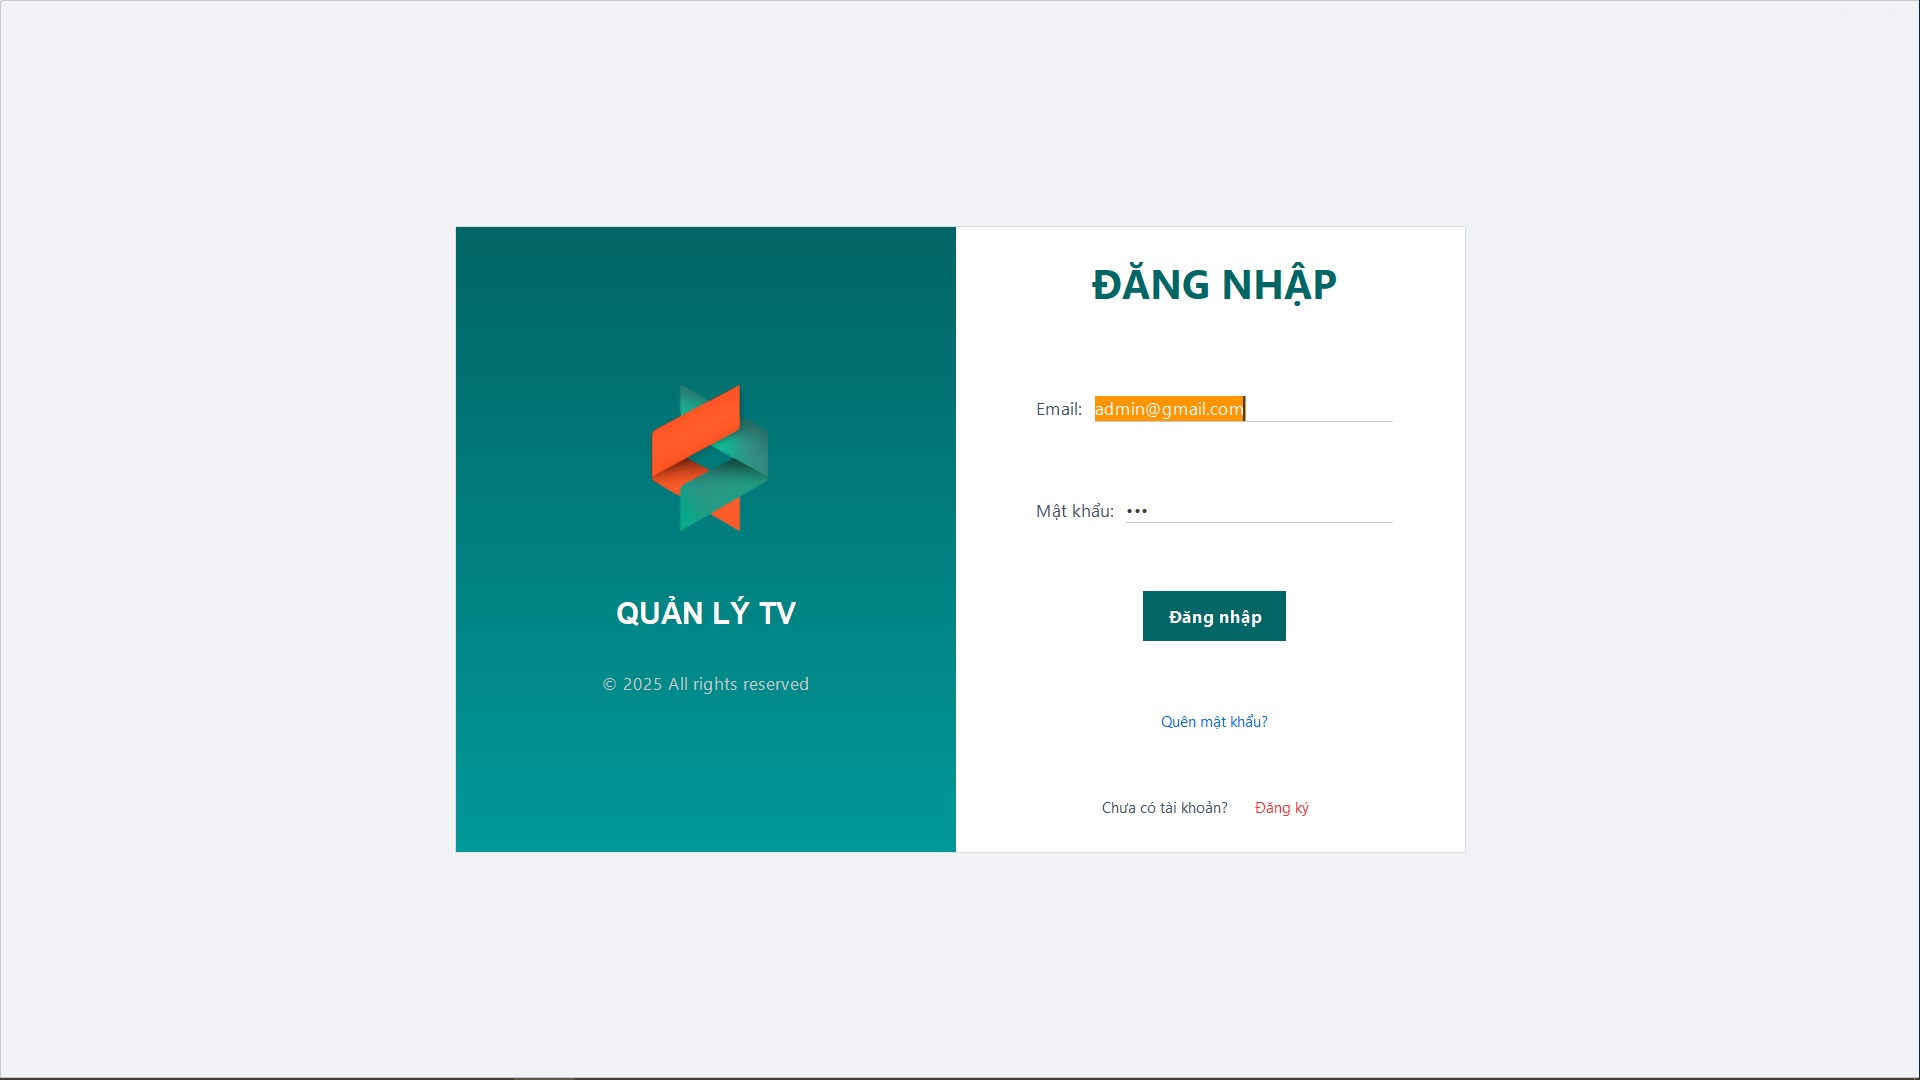 QUẢN LÝ TV
© 2025 All rights reserved
ĐĂNG NHẬP
Email: admin@gmail.com
Mật khẩu: •••
Đăng nhập
Quên mật khẩu?
Chưa có tài khoản? Đăng ký